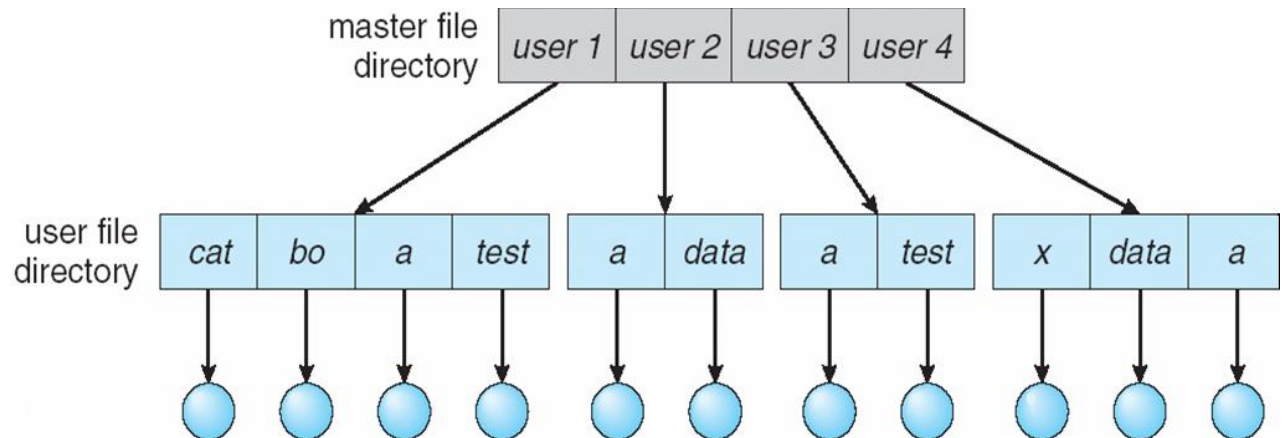 master file
directory
user 1 user 2 user 3 user 4
user file
directory
cat bo a test a data a test x data a